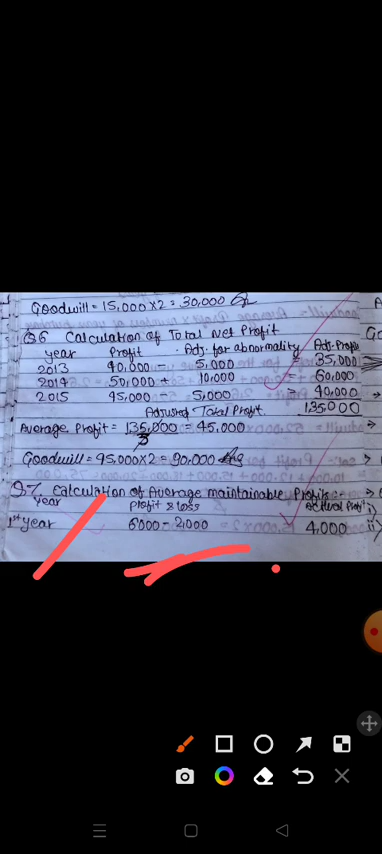 Goodwill = 15,000 x 2 = 30,000
Q6 Calculation of Total Net Profit
year Profit Adj. for abnormality Adj. Profit
2013 40,000 - 5,000 = 35,000
2014 50,000 + 10,000 = 60,000
2015 45,000 - 5,000 = 40,000
Adjusted Total Profit 135000
Average Profit = 135,000/3 = 45,000
Goodwill = 45,000x2 = 90,000
Q7. Calculation of Average maintainable Profit
Year Profit & Loss Actual Profit
1st year 6000 - 2,000 4,000